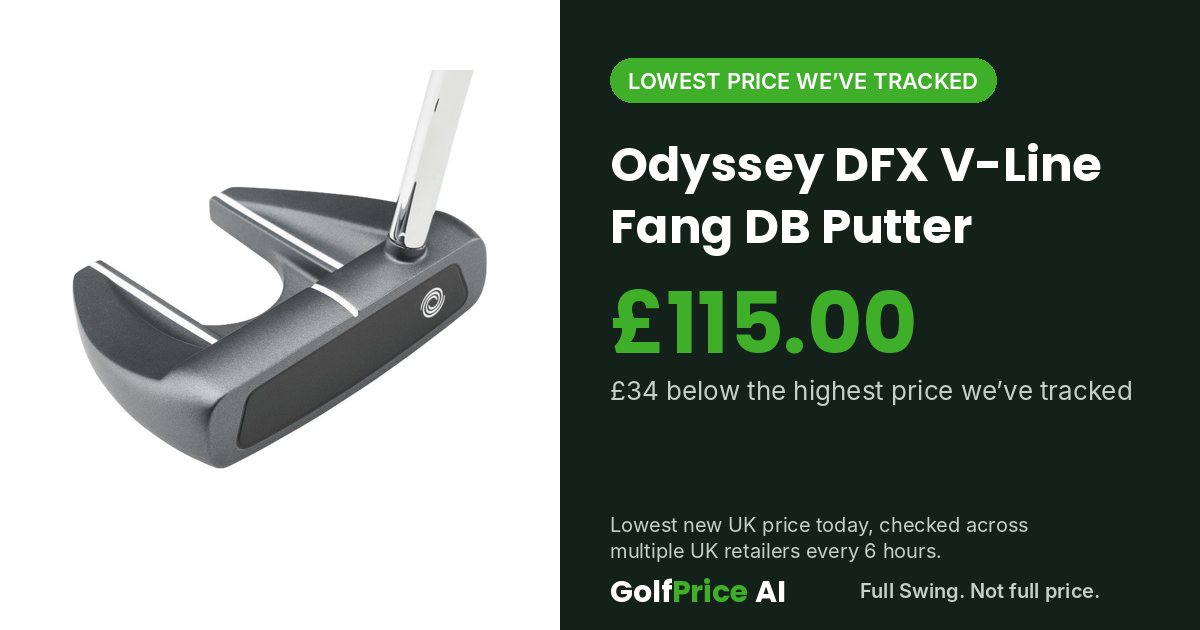 LOWEST PRICE WE’VE TRACKED
Odyssey DFX V-Line
Fang DB Putter
£115.00
£34 below the highest price we’ve tracked
Lowest new UK price today, checked across
multiple UK retailers every 6 hours.
GolfPrice AI
Full Swing. Not full price.